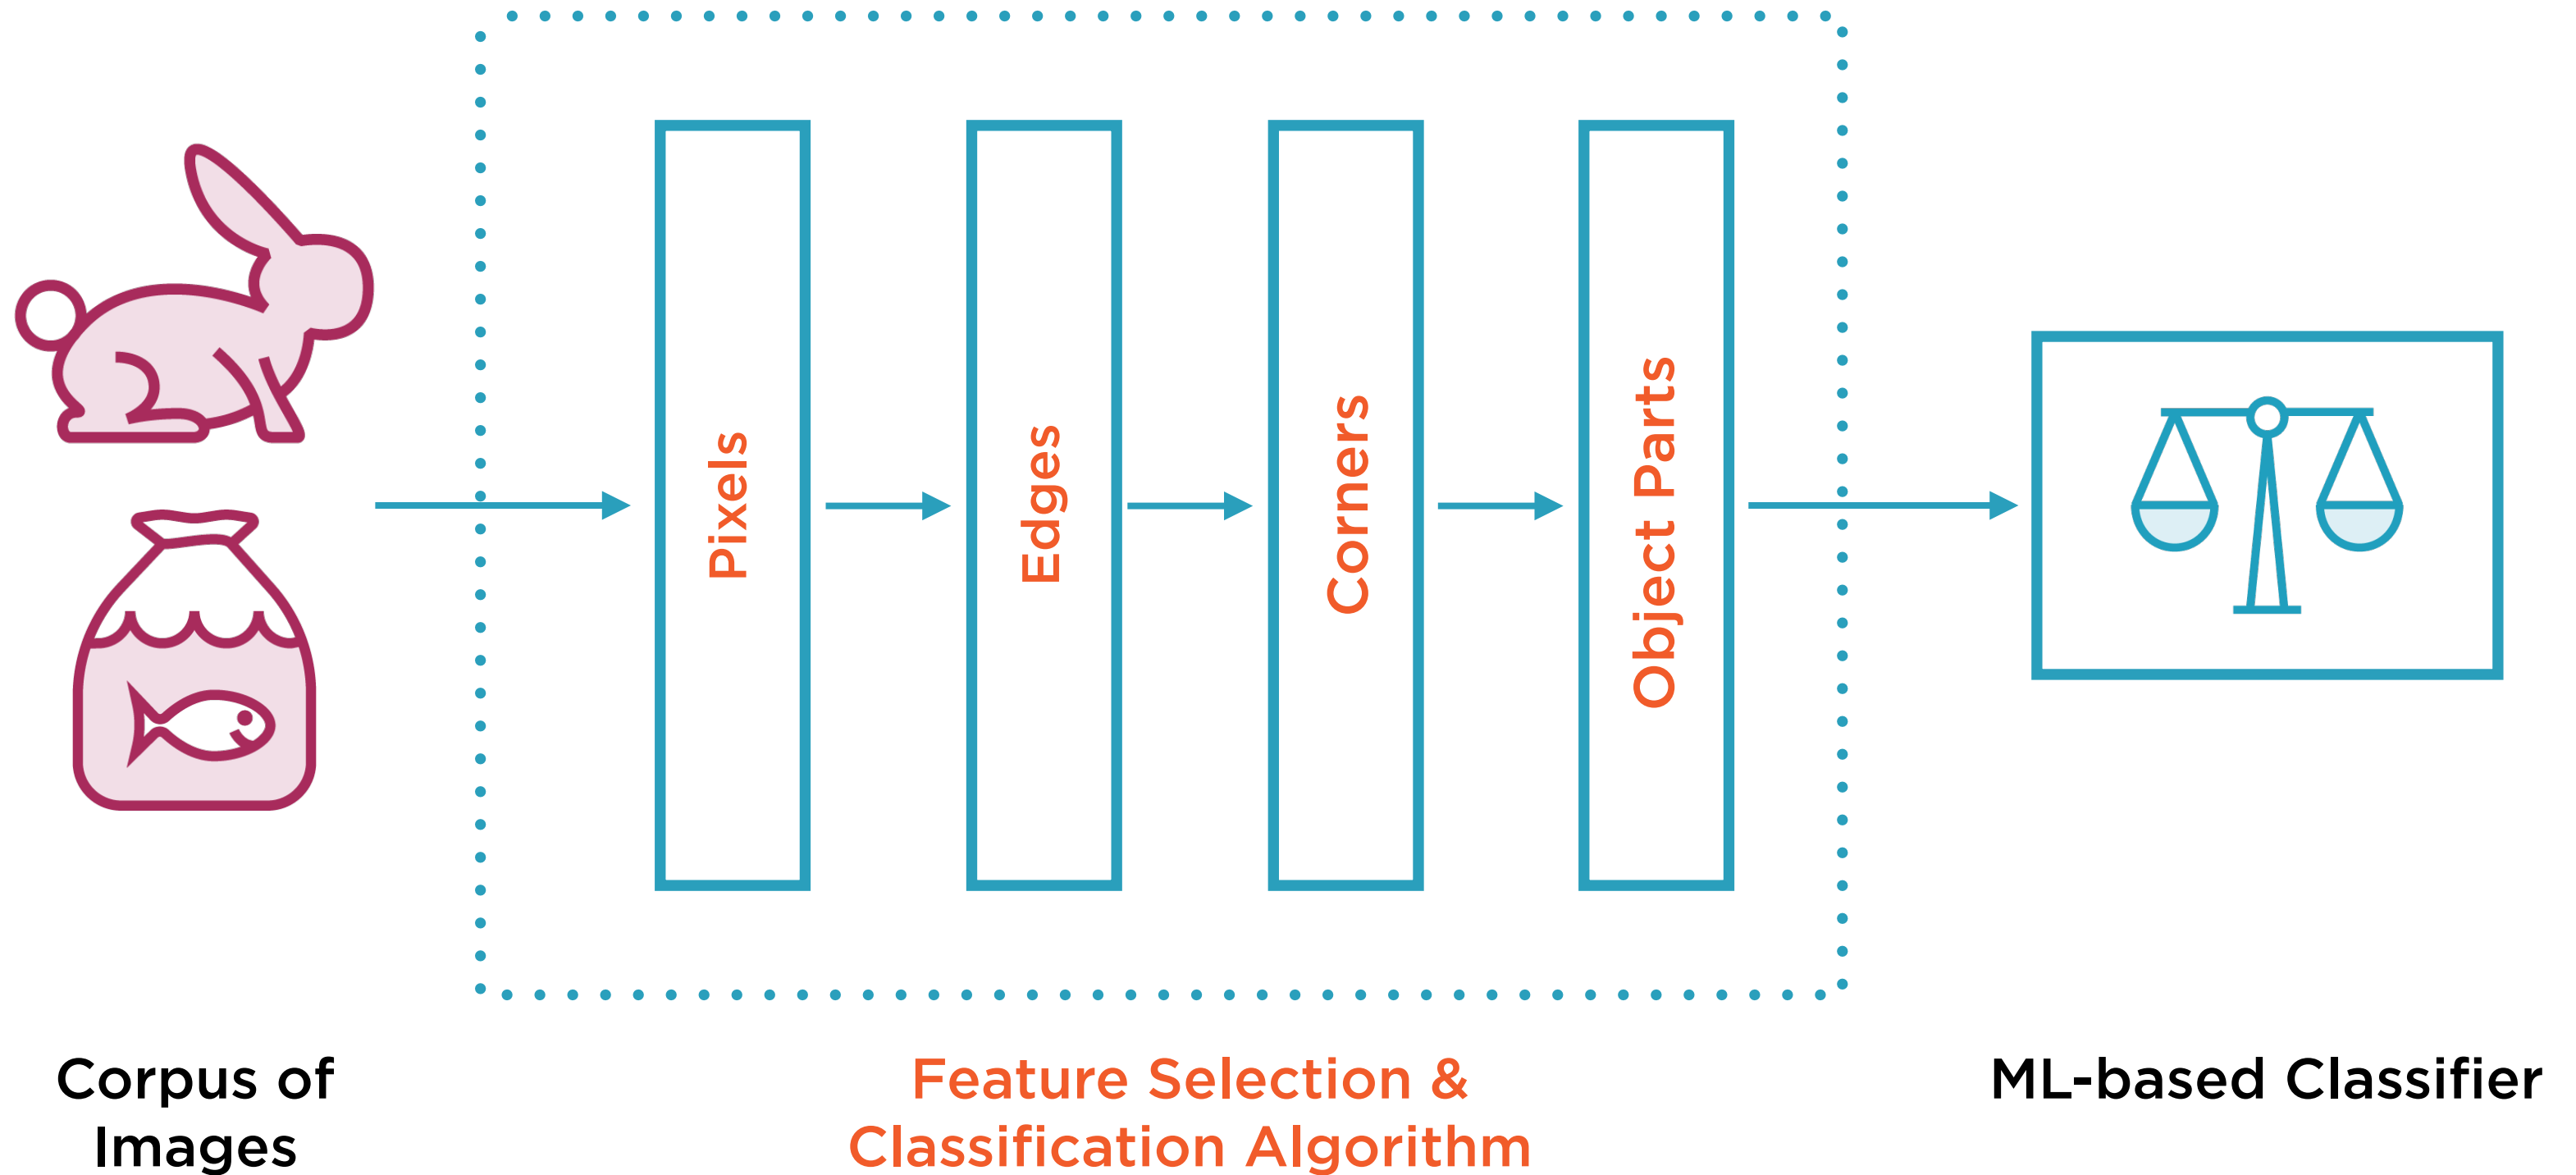 Pixels
Edges
Corners
Object Parts
Corpus of
Images
Feature Selection &
Classification Algorithm
ML-based Classifier